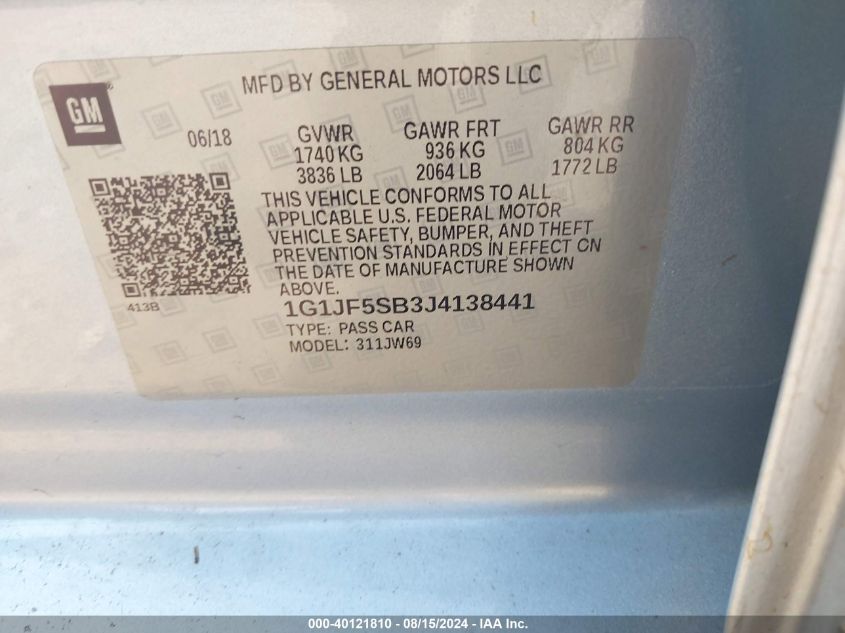 MFD BY GENERAL MOTORS LLC
GM
06/18
GVWR GAWR FRT GAWR RR
1740 KG 936 KG 804 KG
3836 LB 2064 LB 1772 LB
THIS VEHICLE CONFORMS TO ALL
APPLICABLE U.S. FEDERAL MOTOR
VEHICLE SAFETY, BUMPER, AND THEFT
PREVENTION STANDARDS IN EFFECT ON
THE DATE OF MANUFACTURE SHOWN
ABOVE.
413B
1G1JF5SB3J4138441
TYPE: PASS CAR
MODEL: 311JW69
000-40121810 - 08/15/2024 - IAA Inc.